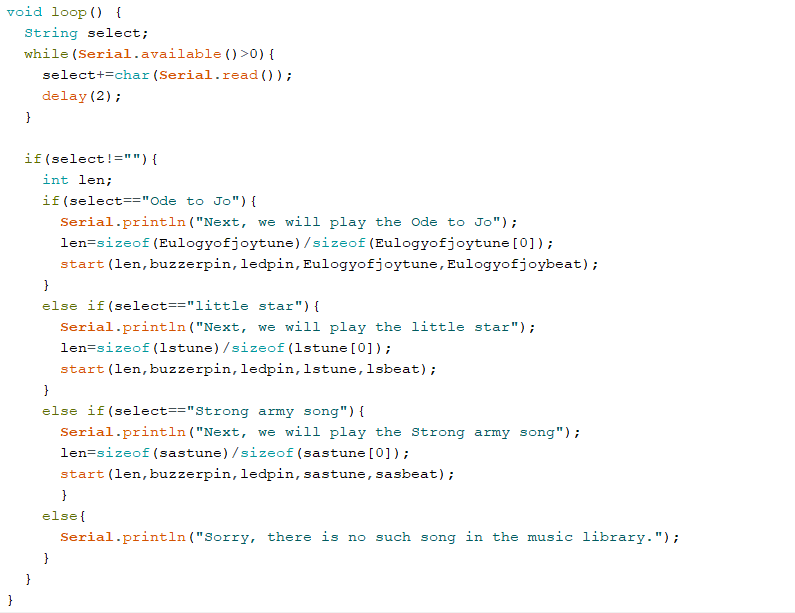 void loop() {
  String select;
  while(Serial.available()>0){
    select+=char(Serial.read());
    delay(2);
  }

  if(select!=""){
    int len;
    if(select=="Ode to Jo"){
      Serial.println("Next, we will play the Ode to Jo");
      len=sizeof(Eulogyofjoytune)/sizeof(Eulogyofjoytune[0]);
      start(len,buzzerpin,ledpin,Eulogyofjoytune,Eulogyofjoybeat);
    }
    else if(select=="little star"){
      Serial.println("Next, we will play the little star");
      len=sizeof(lstune)/sizeof(lstune[0]);
      start(len,buzzerpin,ledpin,lstune,lsbeat);
    }
    else if(select=="Strong army song"){
      Serial.println("Next, we will play the Strong army song");
      len=sizeof(sastune)/sizeof(sastune[0]);
      start(len,buzzerpin,ledpin,sastune,sasbeat);
      }
    else{
      Serial.println("Sorry, there is no such song in the music library.");
    }
  }
}